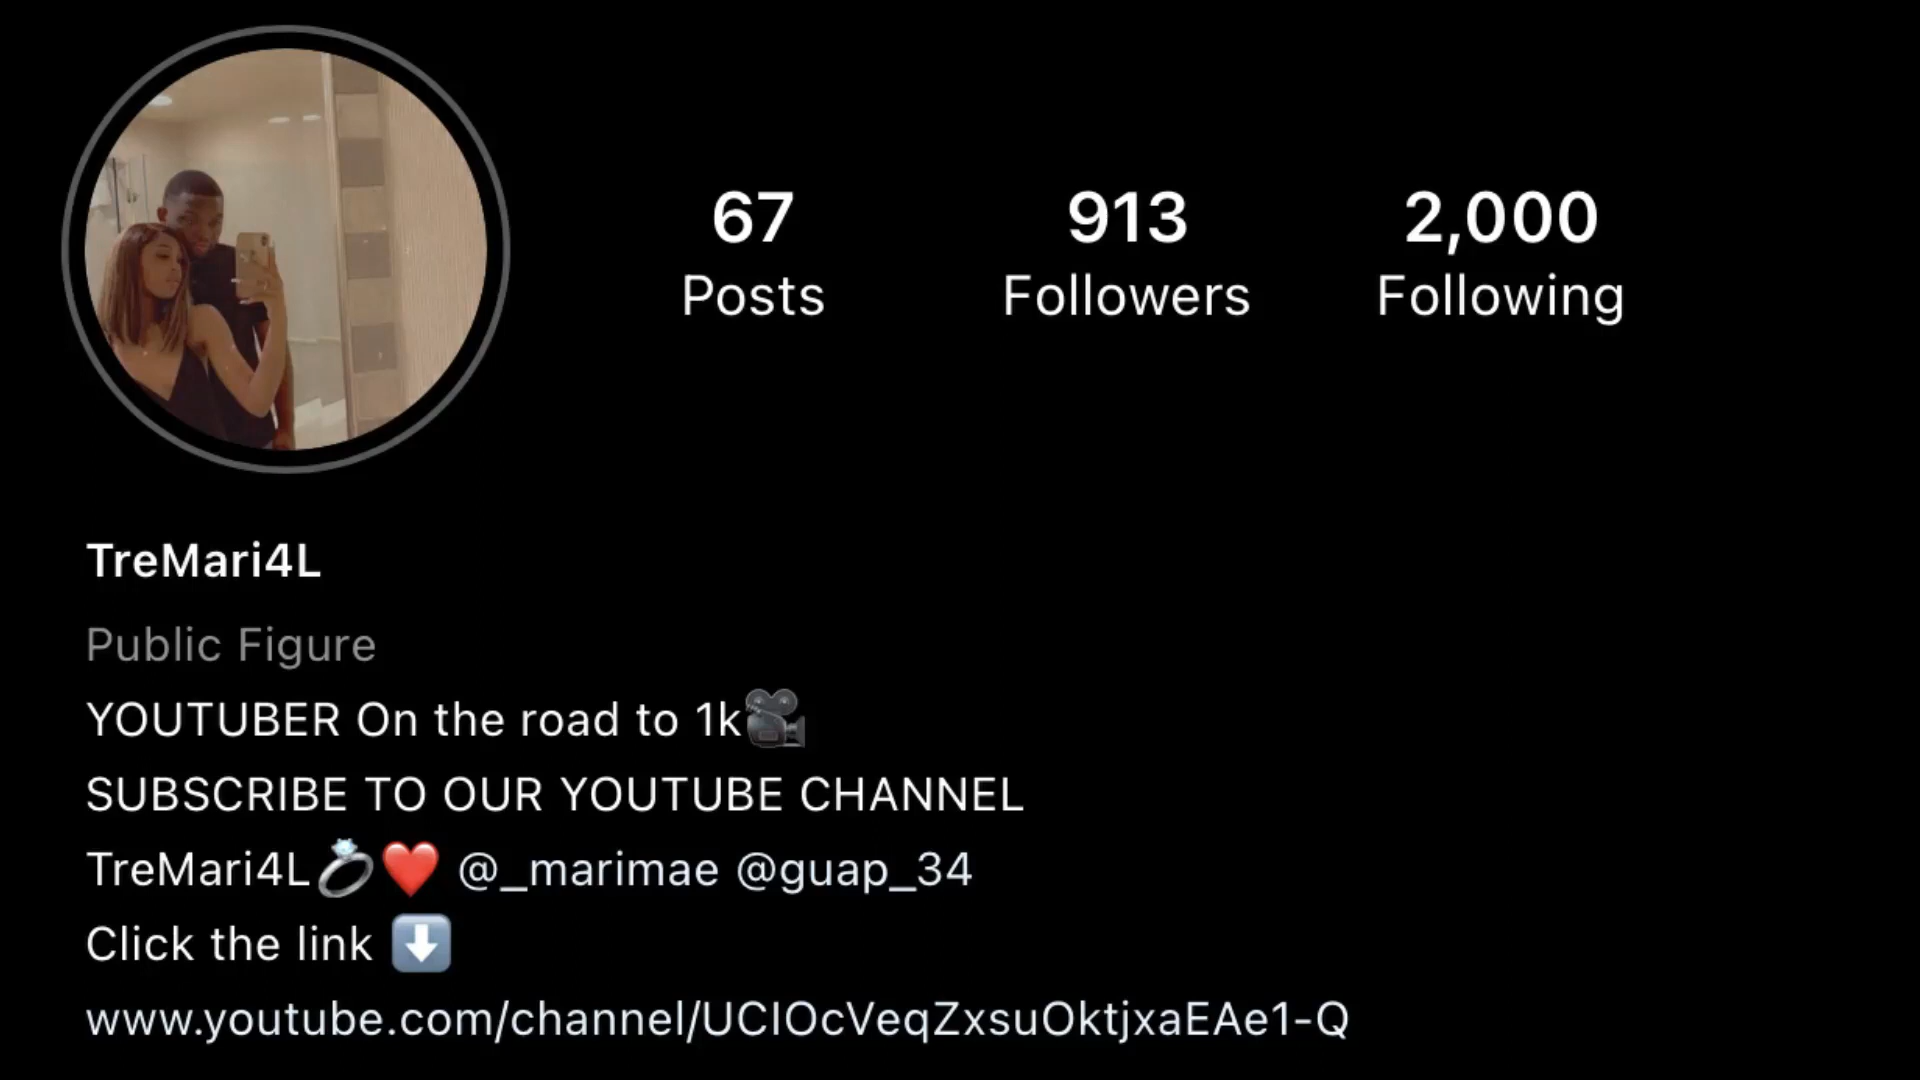 67 913 2,000
Posts Followers Following
TreMari4L
Public Figure
YOUTUBER On the road to 1k🎥
SUBSCRIBE TO OUR YOUTUBE CHANNEL
TreMari4L💍❤️ @_marimae @guap_34
Click the link ⬇️
www.youtube.com/channel/UCIOcVeqZxsuOktjxaEAe1-Q